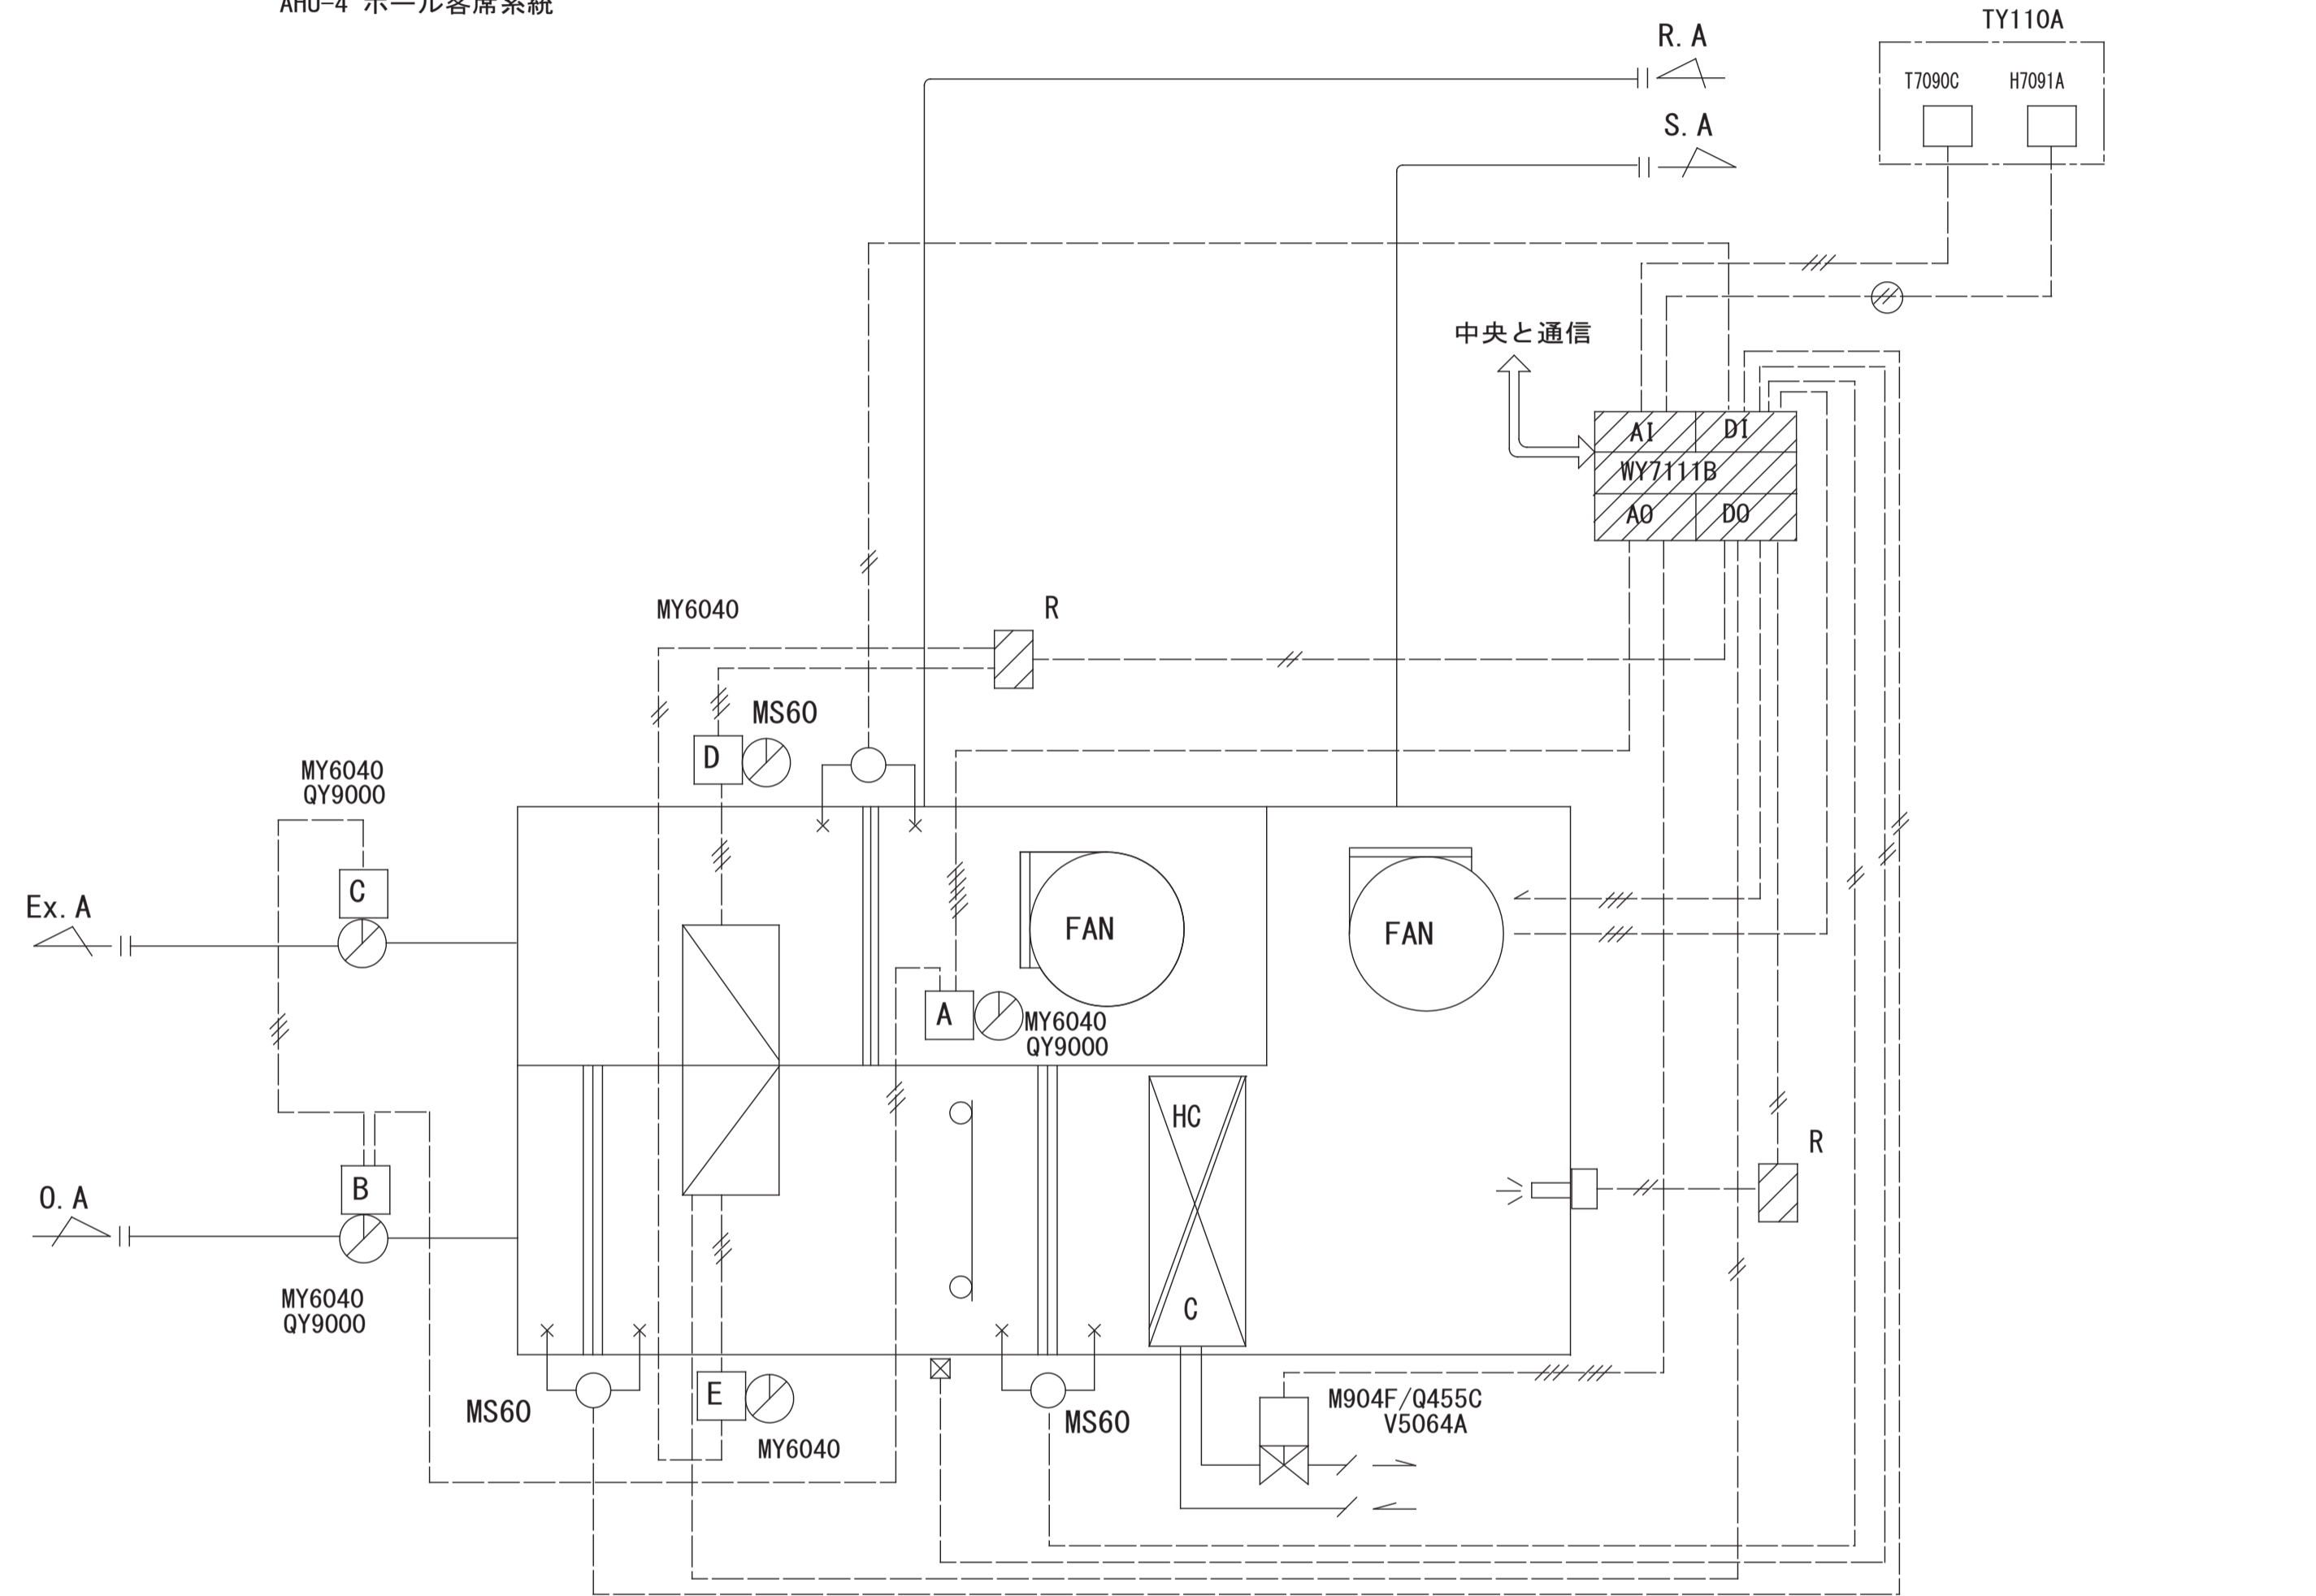 AHU-4 ホール客席系統
TY110A
R.A
T7090C
H7091A
S.A
中央と通信
AI
DI
WY7111B
AO
DO
MY6040
R
MS60
D
MY6040
QY9000
C
Ex.A
FAN
FAN
A
MY6040
QY9000
HC
R
B
O.A
C
MY6040
QY9000
E
MS60
MS60
M904F/Q455C
V5064A
MY6040